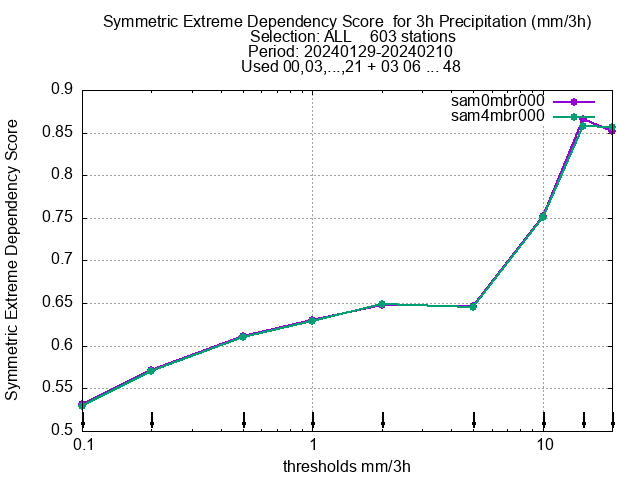 Symmetric Extreme Dependency Score  for 3h Precipitation (mm/3h)
Selection: ALL    603 stations
Period: 20240129-20240210
Used 00,03,...,21 + 03 06 ... 48
sam0mbr000
sam4mbr000
0.9
0.85
0.8
0.75
0.7
0.65
0.6
0.55
0.5
Symmetric Extreme Dependency Score
0.1 1 10
thresholds mm/3h